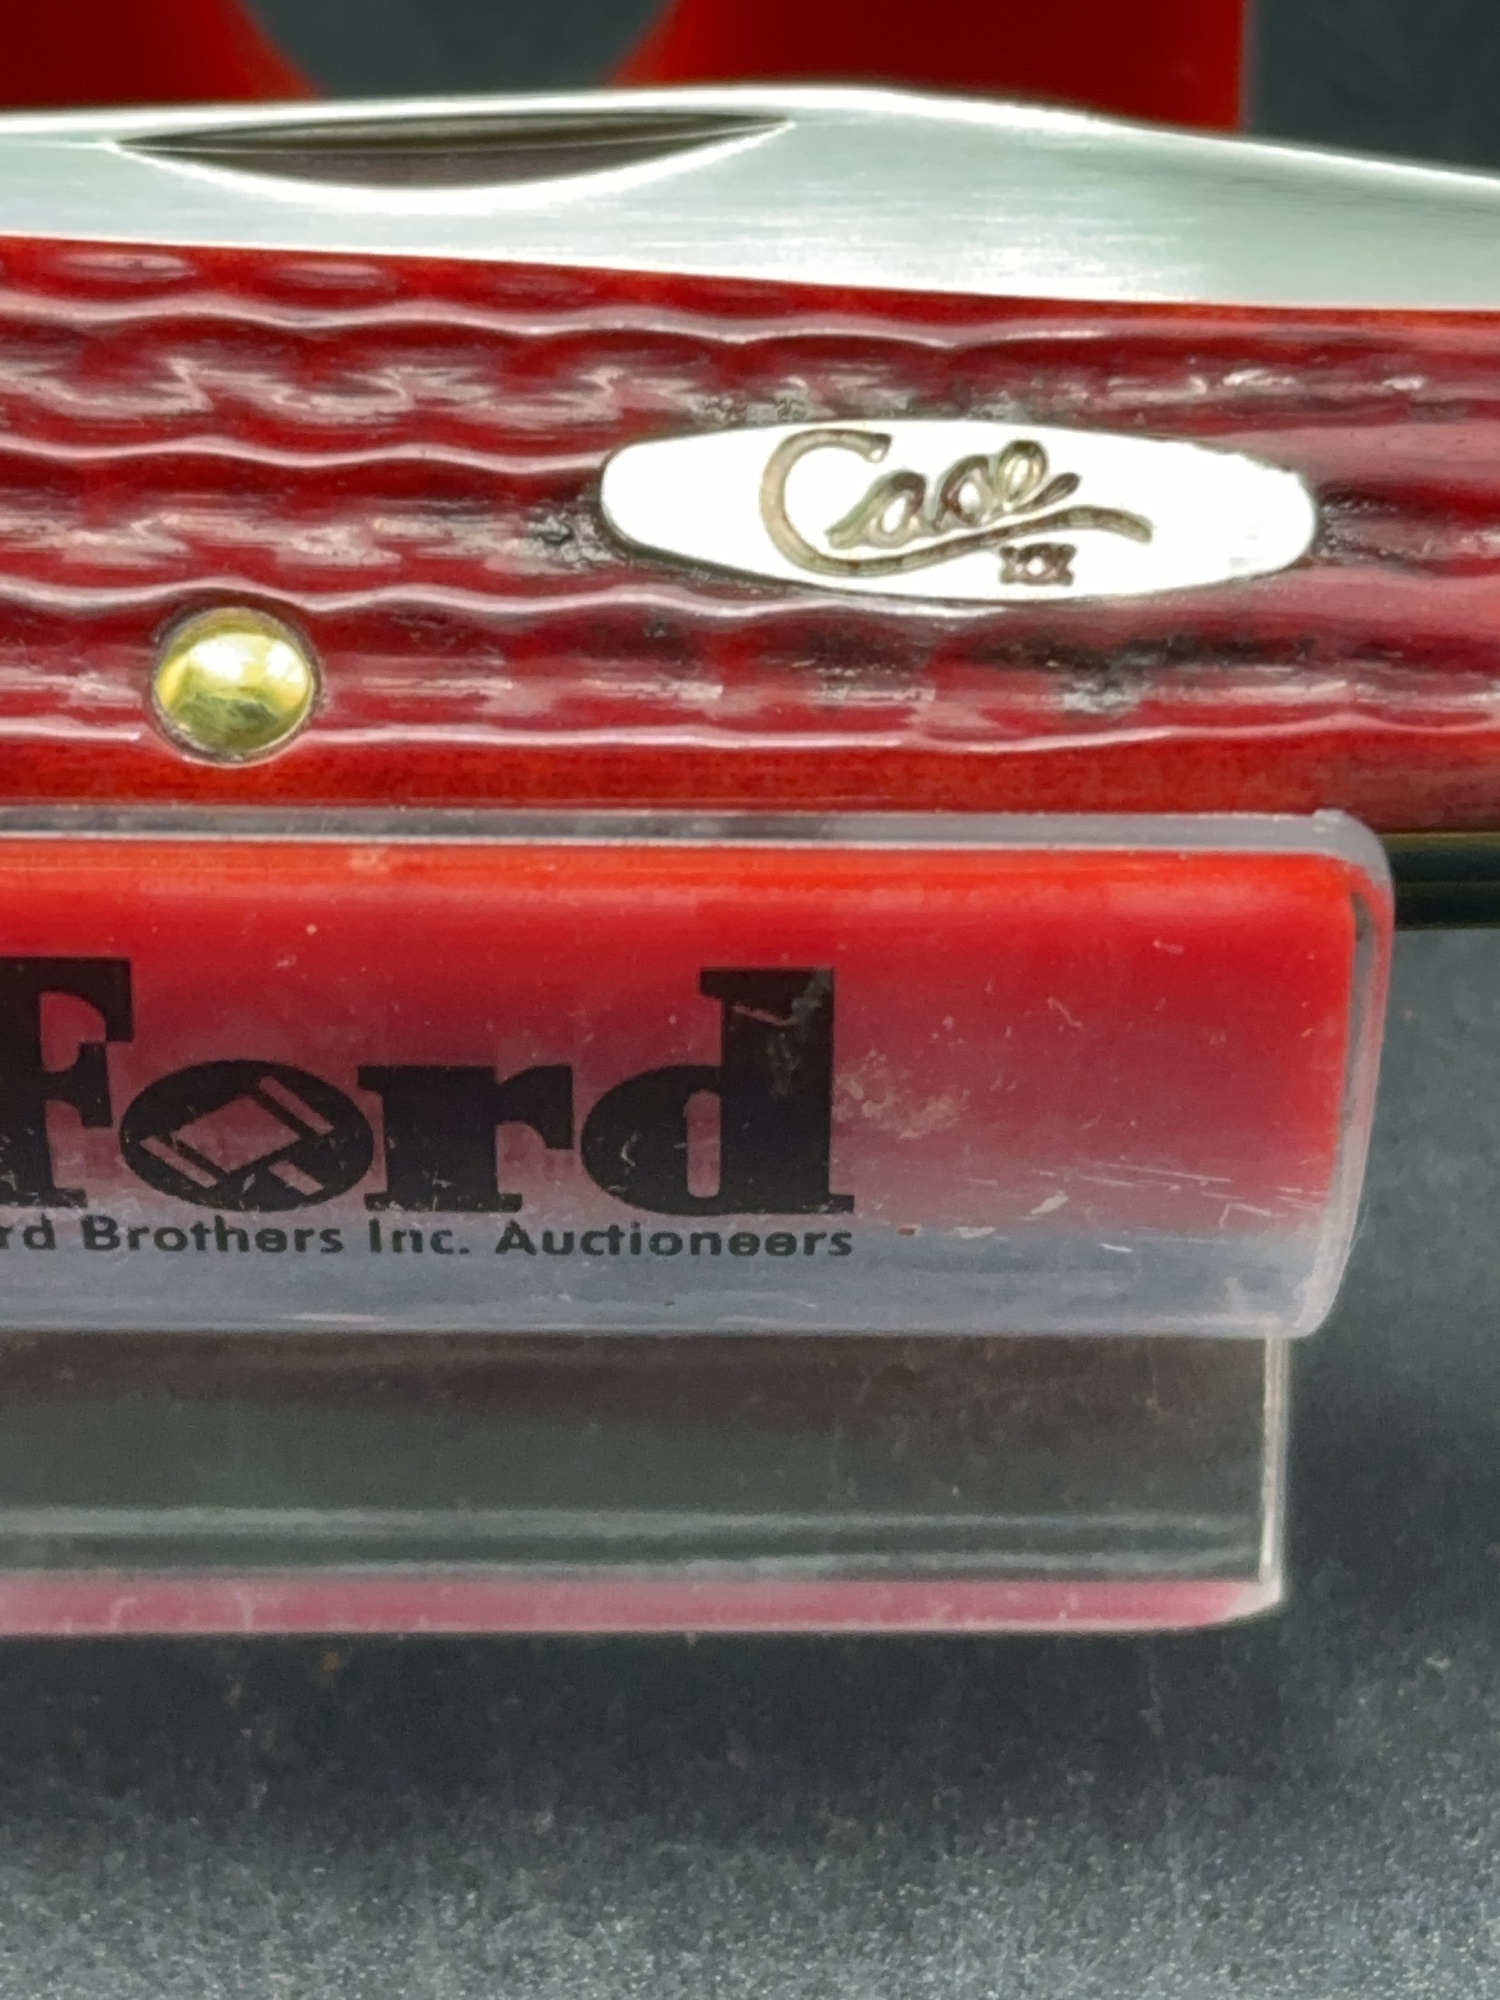 Case
XX
Ford
rd Brothers Inc. Auctioneers